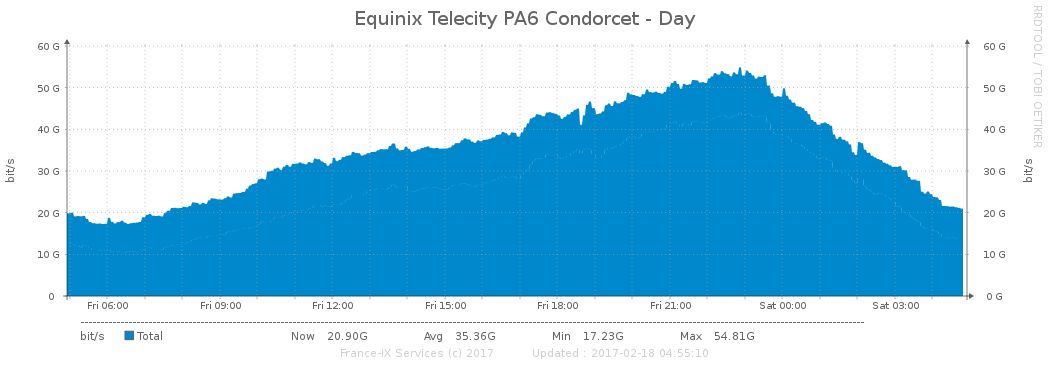 Equinix Telecity PA6 Condorcet - Day
RRDTOOL / TOBI OETIKER
60 G 60 G
50 G 50 G
40 G 40 G
30 G 30 G
20 G 20 G
10 G 10 G
0 0 G
bit/s
bit/s
Fri 06:00 Fri 09:00 Fri 12:00 Fri 15:00 Fri 18:00 Fri 21:00 Sat 00:00 Sat 03:00
bit/s Total Now 20.90G Avg 35.36G Min 17.23G Max 54.81G
France-IX Services (c) 2017 Updated : 2017-02-18 04:55:10